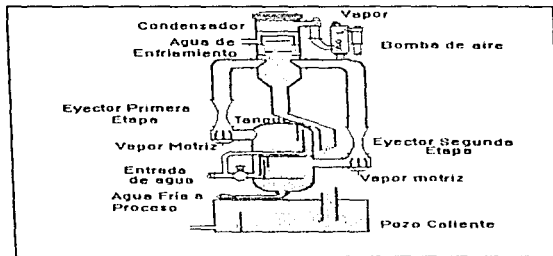 Vapor
Condensador
Agua de
Enfriamiento
Bomba de aire
Eyector Primera
Etapa
Tanque
Vapor Motriz
Eyector Segunda
Etapa
Entrada
de agua
Vapor motriz
Agua Fria a
Proceso
Pozo Caliente